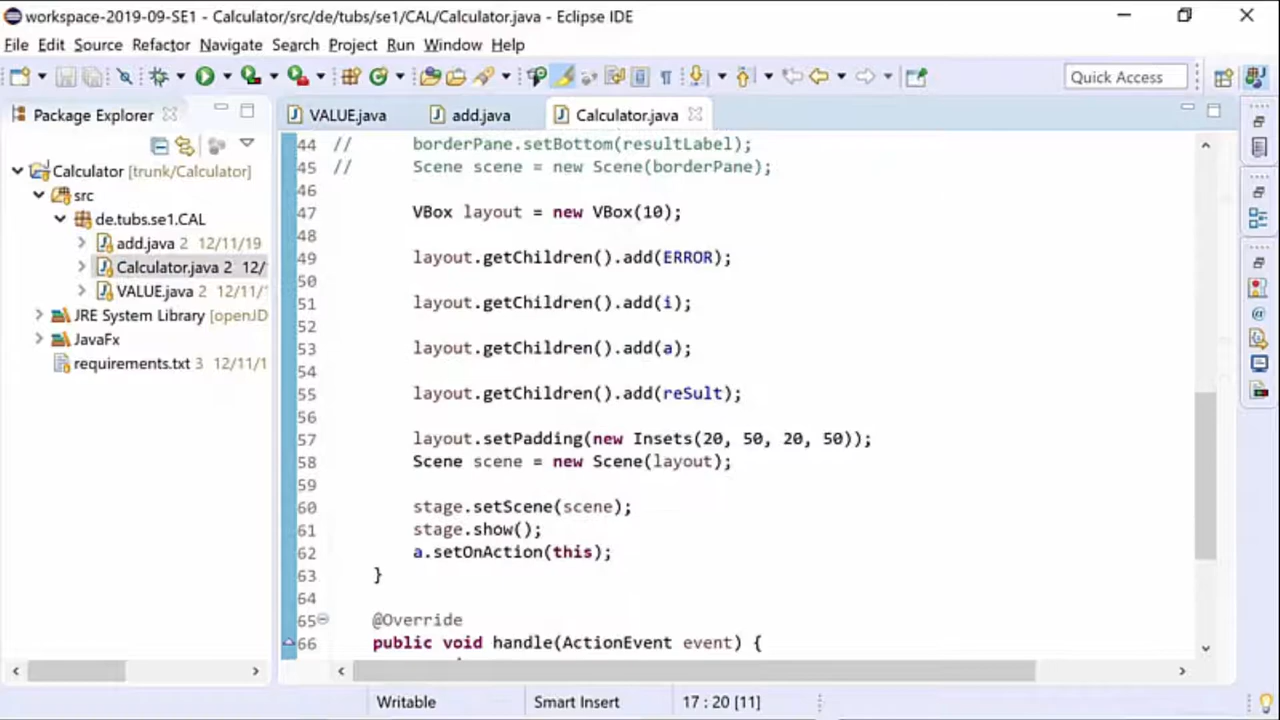 workspace-2019-09-SE1 - Calculator/src/de/tubs/se1/CAL/Calculator.java - Eclipse IDE
File Edit Source Refactor Navigate Search Project Run Window Help
Quick Access
Package Explorer
VALUE.java add.java Calculator.java
Calculator [trunk/Calculator]
src
de.tubs.se1.CAL
add.java 2 12/11/19
Calculator.java 2 12/
VALUE.java 2 12/11/
JRE System Library [openJD
JavaFx
requirements.txt 3 12/11/1
44 // borderPane.setBottom(resultLabel);
45 // Scene scene = new Scene(borderPane);
46
47 VBox layout = new VBox(10);
48
49 layout.getChildren().add(ERROR);
50
51 layout.getChildren().add(i);
52
53 layout.getChildren().add(a);
54
55 layout.getChildren().add(reSult);
56
57 layout.setPadding(new Insets(20, 50, 20, 50));
58 Scene scene = new Scene(layout);
59
60 stage.setScene(scene);
61 stage.show();
62 a.setOnAction(this);
63 }
64
65 @Override
66 public void handle(ActionEvent event) {
Writable Smart Insert 17 : 20 [11]